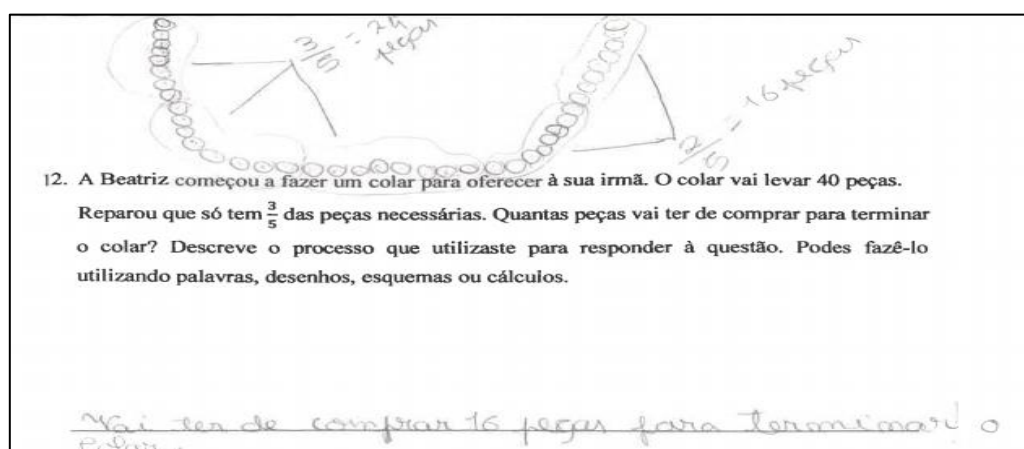 3/5 = 24 peças
2/5 = 16 peças
12. A Beatriz começou a fazer um colar para oferecer à sua irmã. O colar vai levar 40 peças.
Reparou que só tem 3/5 das peças necessárias. Quantas peças vai ter de comprar para terminar
o colar? Descreve o processo que utilizaste para responder à questão. Podes fazê-lo
utilizando palavras, desenhos, esquemas ou cálculos.
Vai ter de comprar 16 peças para terminar o
colar.